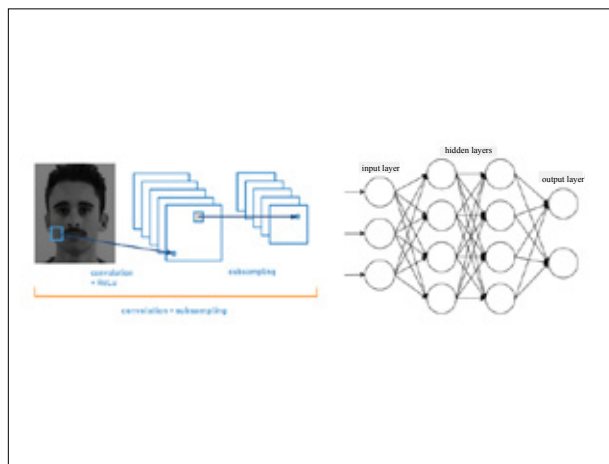 hidden layers
input layer
output layer
convolution
+ ReLu
subsampling
convolution + subsampling